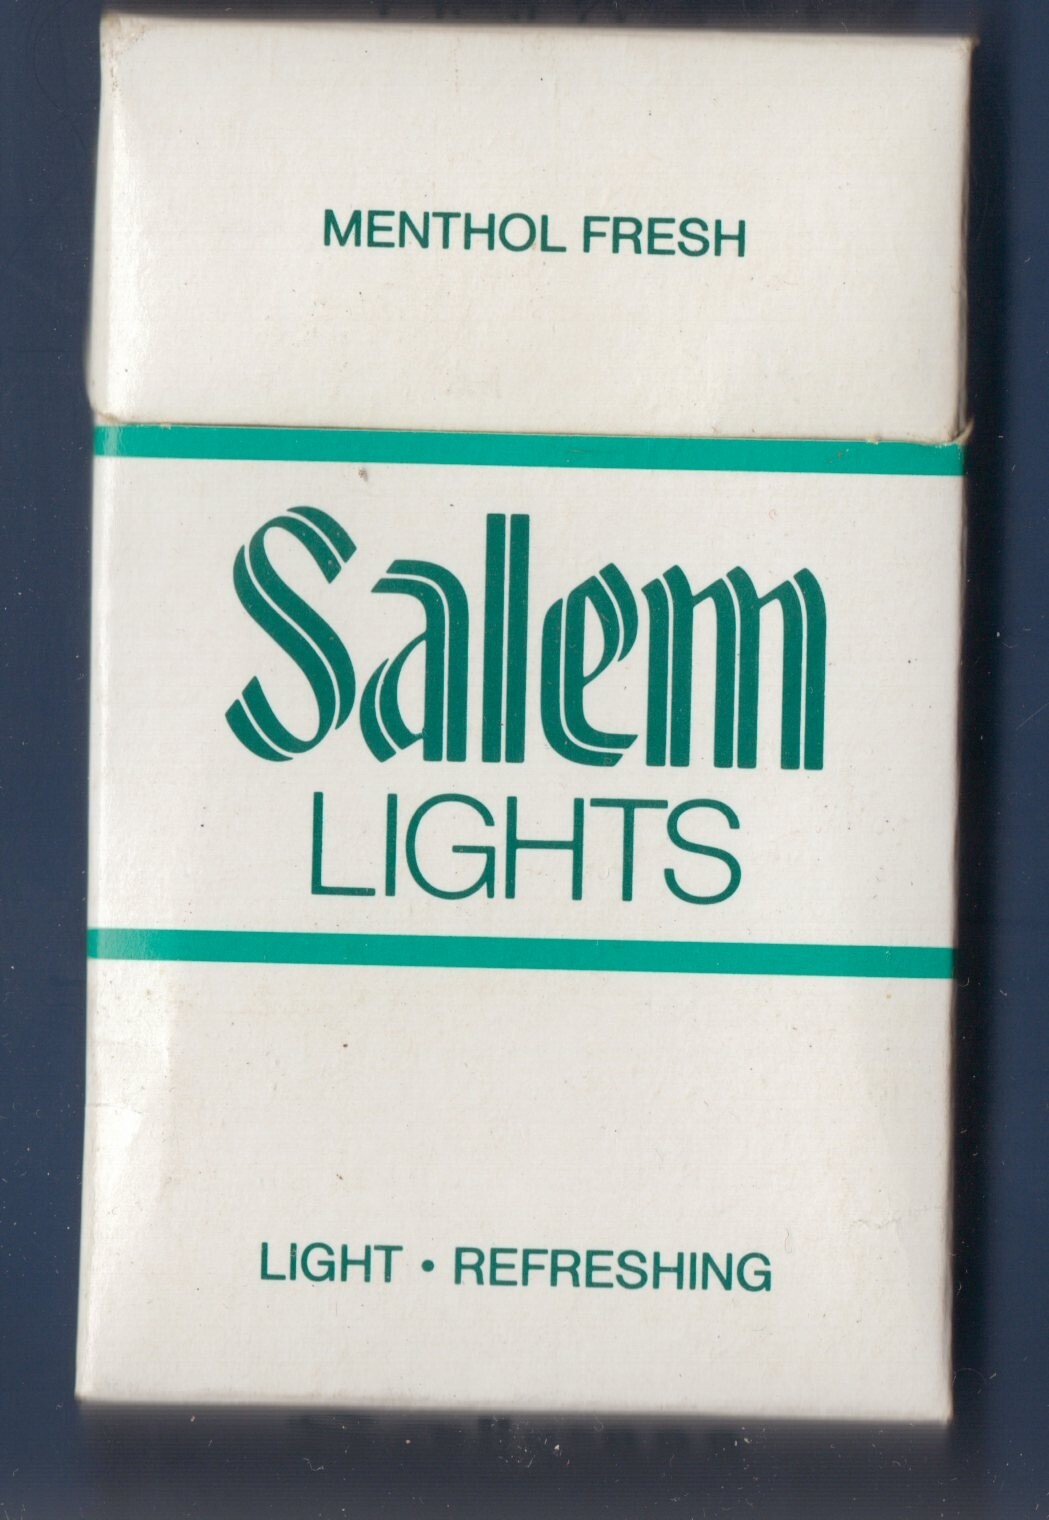 MENTHOL FRESH
Salem
LIGHTS
LIGHT • REFRESHING